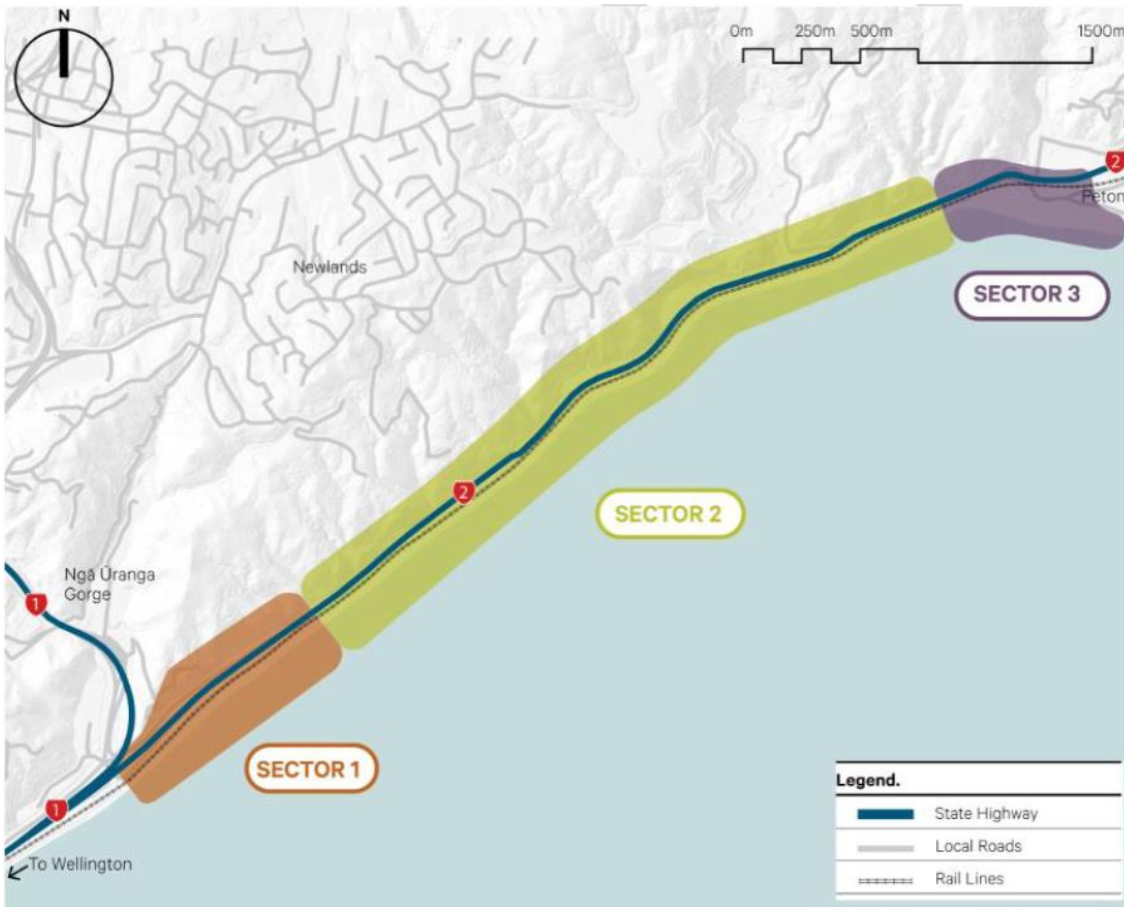 N
0m 250m 500m 1500m
2
Peton
Newlands
SECTOR 3
2
SECTOR 2
Ngā Ūranga
Gorge
1
SECTOR 1
1
To Wellington
Legend.
State Highway
Local Roads
Rail Lines